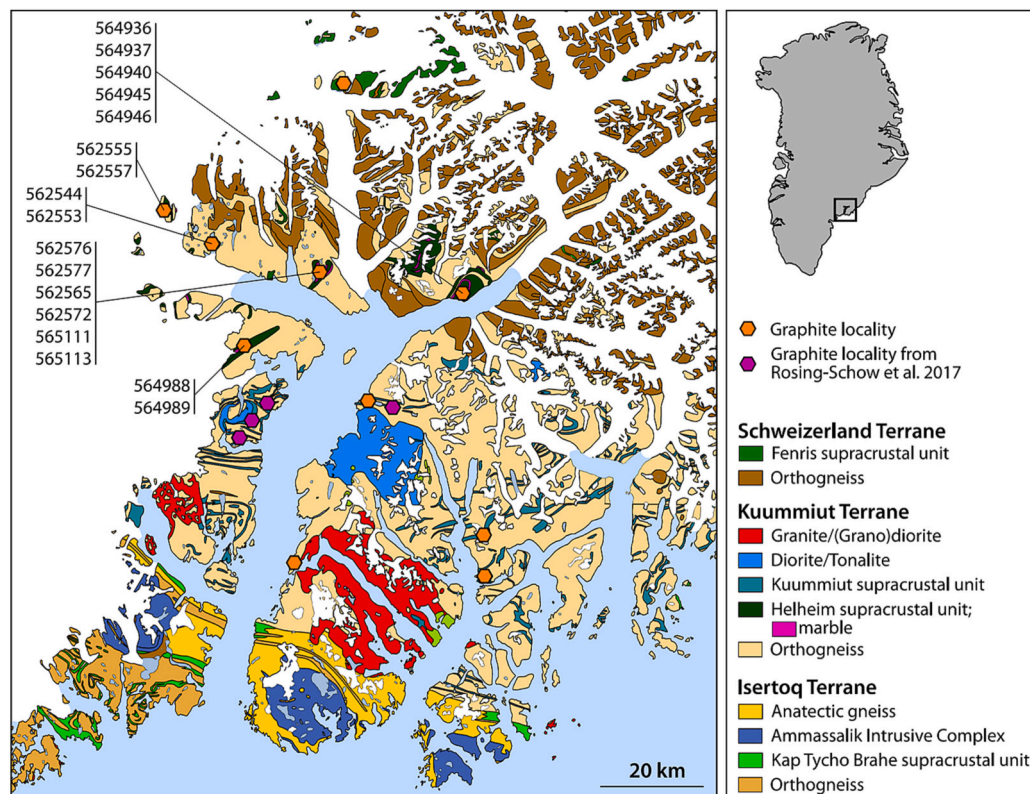 564936
564937
564940
564945
564946
562555
562557
562544
562553
562576
562577
562565
562572
565111
565113
564988
564989
20 km
Graphite locality
Graphite locality from
Rosing-Schow et al. 2017
Schweizerland Terrane
Fenris supracrustal unit
Orthogneiss
Kuummiut Terrane
Granite/(Grano)diorite
Diorite/Tonalite
Kuummiut supracrustal unit
Helheim supracrustal unit;
marble
Orthogneiss
Isertoq Terrane
Anatectic gneiss
Ammassalik Intrusive Complex
Kap Tycho Brahe supracrustal unit
Orthogneiss